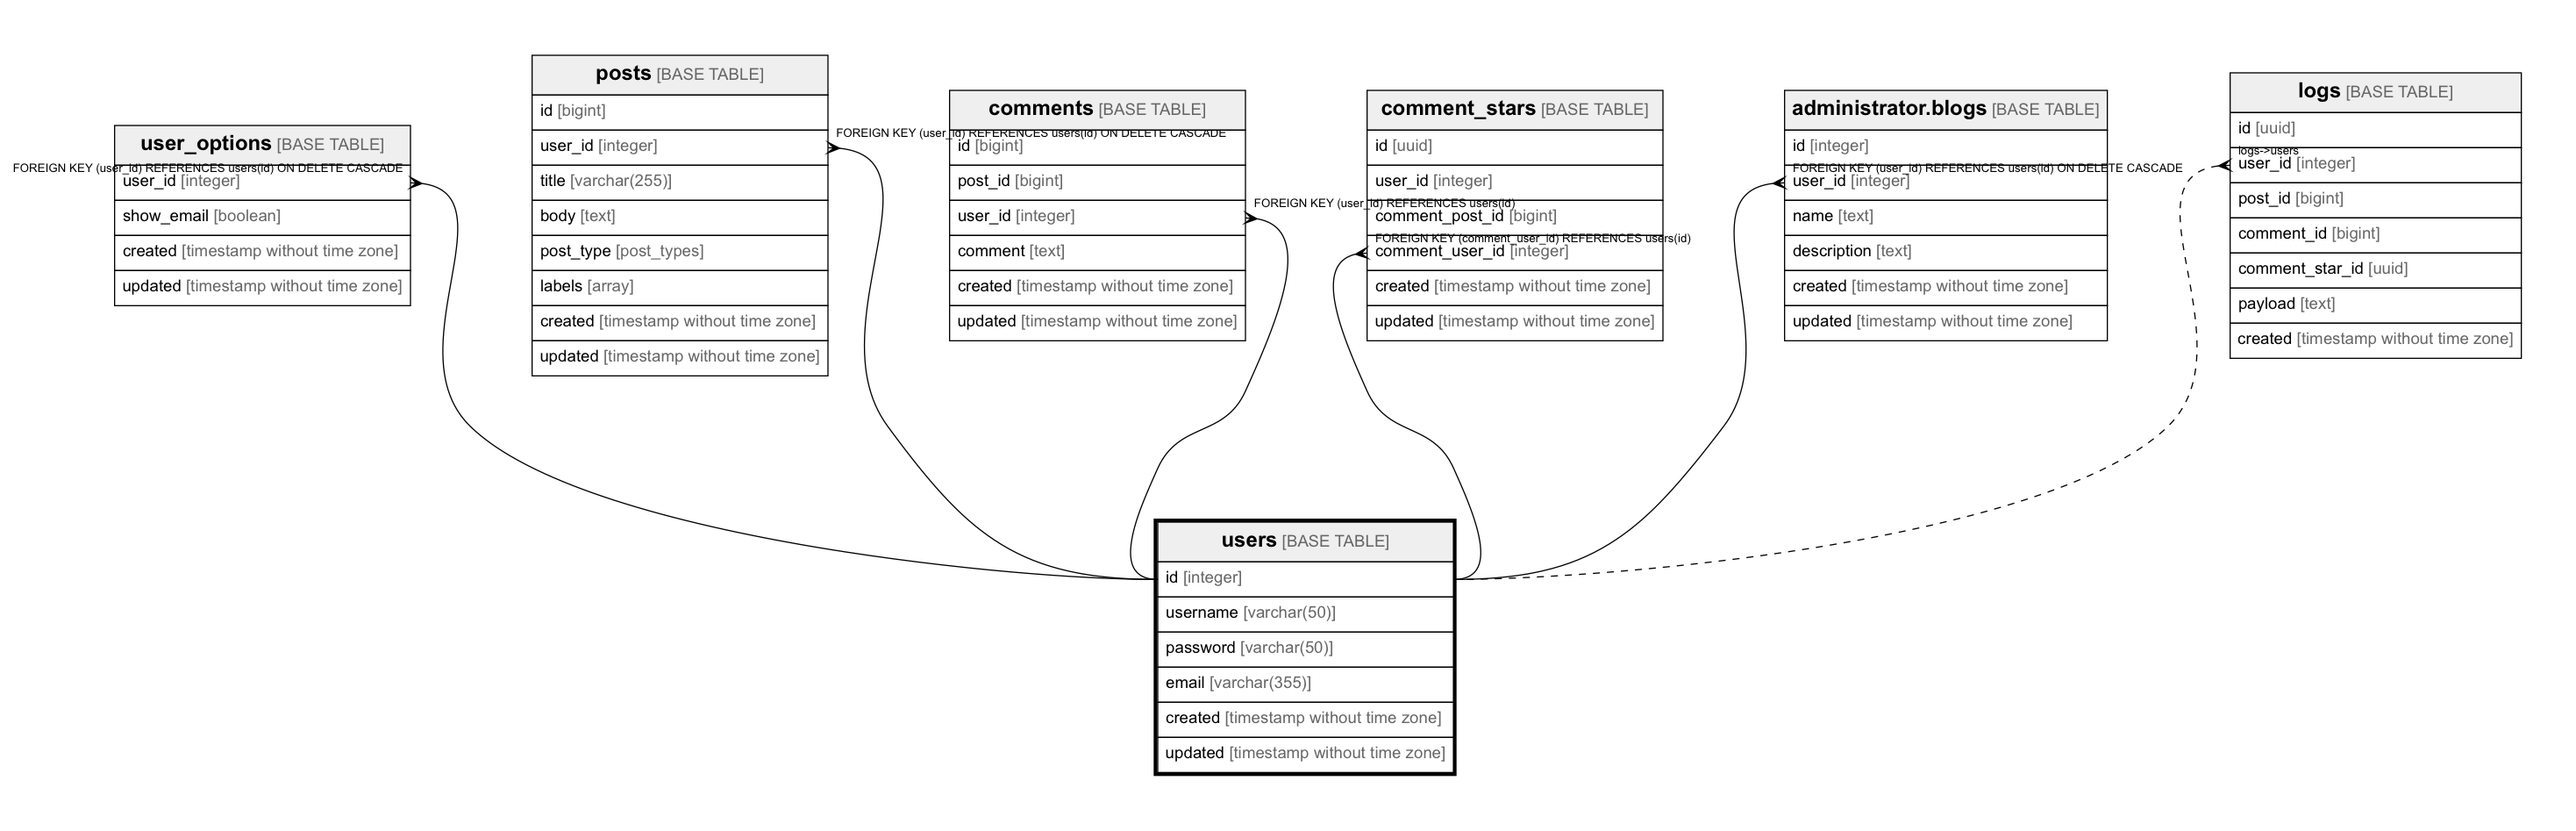 user_options [BASE TABLE]
FOREIGN KEY (user_id) REFERENCES users(id) ON DELETE CASCADE
user_id [integer]
show_email [boolean]
created [timestamp without time zone]
updated [timestamp without time zone]
posts [BASE TABLE]
id [bigint]
user_id [integer]
title [varchar(255)]
body [text]
post_type [post_types]
labels [array]
created [timestamp without time zone]
updated [timestamp without time zone]
FOREIGN KEY (user_id) REFERENCES users(id) ON DELETE CASCADE
comments [BASE TABLE]
id [bigint]
post_id [bigint]
user_id [integer]
comment [text]
created [timestamp without time zone]
updated [timestamp without time zone]
FOREIGN KEY (user_id) REFERENCES users(id)
comment_stars [BASE TABLE]
id [uuid]
user_id [integer]
comment_post_id [bigint]
FOREIGN KEY (comment_user_id) REFERENCES users(id)
comment_user_id [integer]
created [timestamp without time zone]
updated [timestamp without time zone]
administrator.blogs [BASE TABLE]
id [integer]
FOREIGN KEY (user_id) REFERENCES users(id) ON DELETE CASCADE
user_id [integer]
name [text]
description [text]
created [timestamp without time zone]
updated [timestamp without time zone]
logs [BASE TABLE]
id [uuid]
logs->users
user_id [integer]
post_id [bigint]
comment_id [bigint]
comment_star_id [uuid]
payload [text]
created [timestamp without time zone]
users [BASE TABLE]
id [integer]
username [varchar(50)]
password [varchar(50)]
email [varchar(355)]
created [timestamp without time zone]
updated [timestamp without time zone]